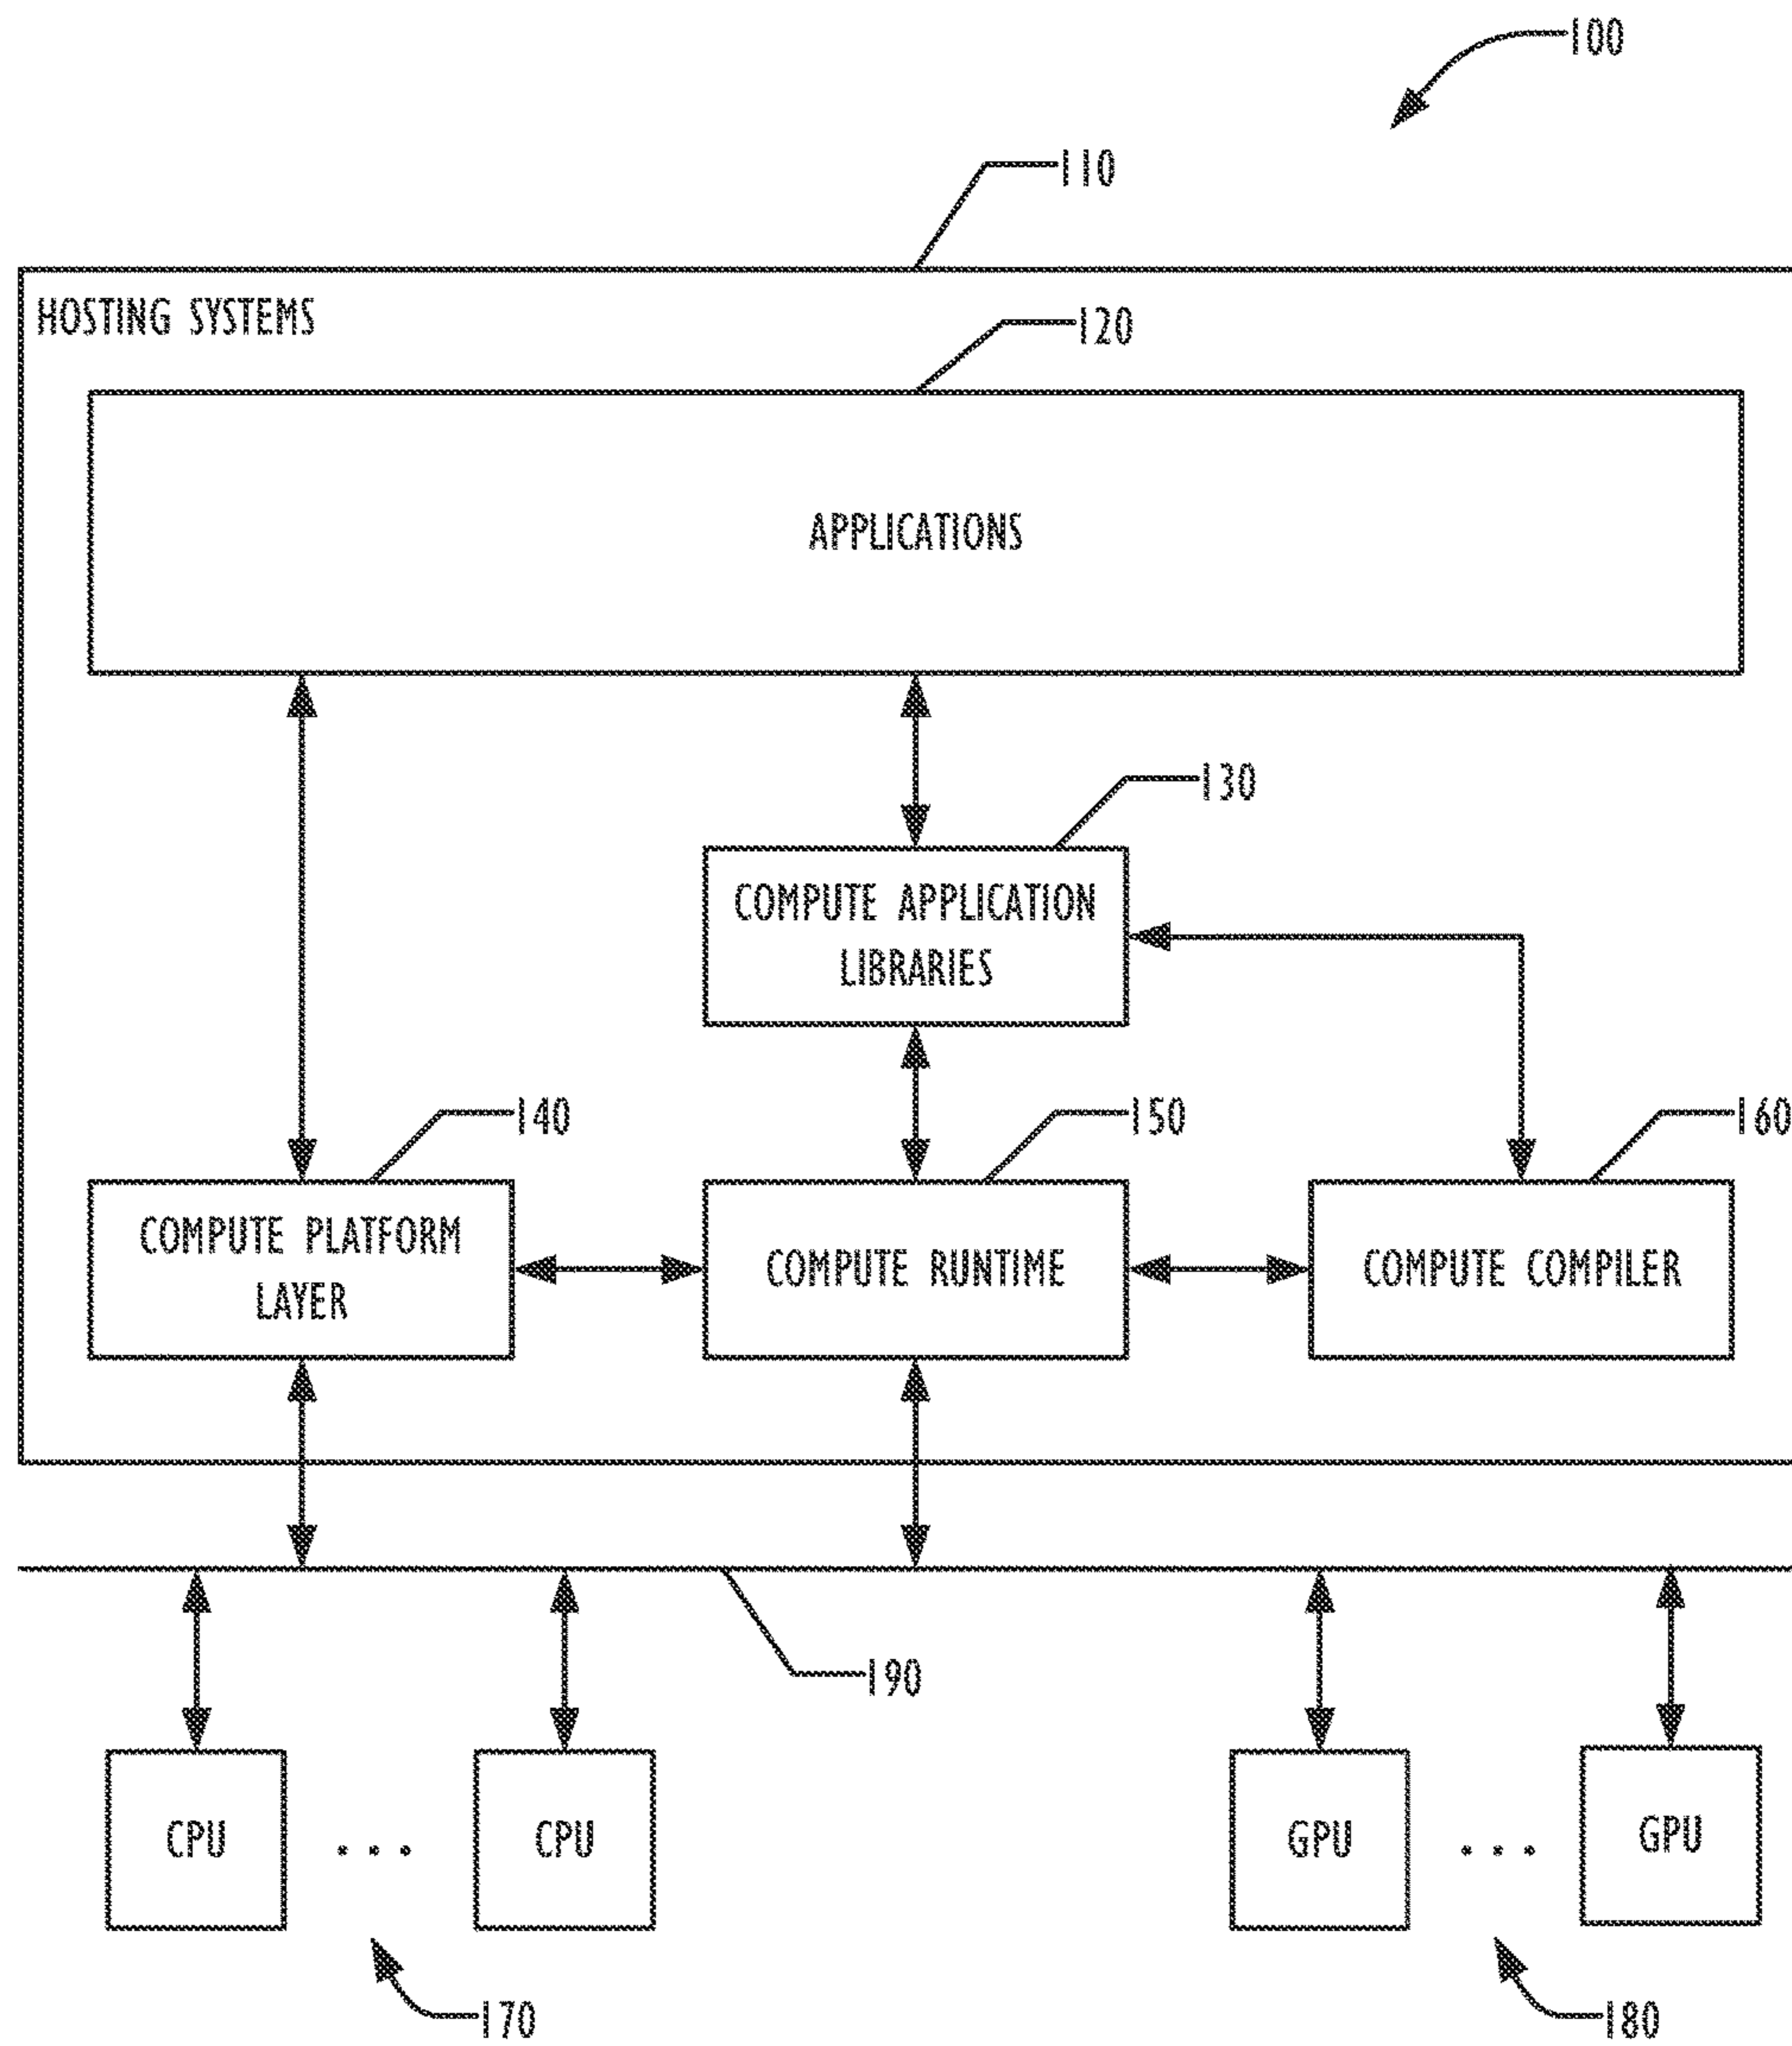 100
110
HOSTING SYSTEMS
120
APPLICATIONS
130
COMPUTE APPLICATION
LIBRARIES
140
150
160
COMPUTE PLATFORM
LAYER
COMPUTE RUNTIME
COMPUTE COMPILER
190
CPU
...
CPU
GPU
...
GPU
170
180